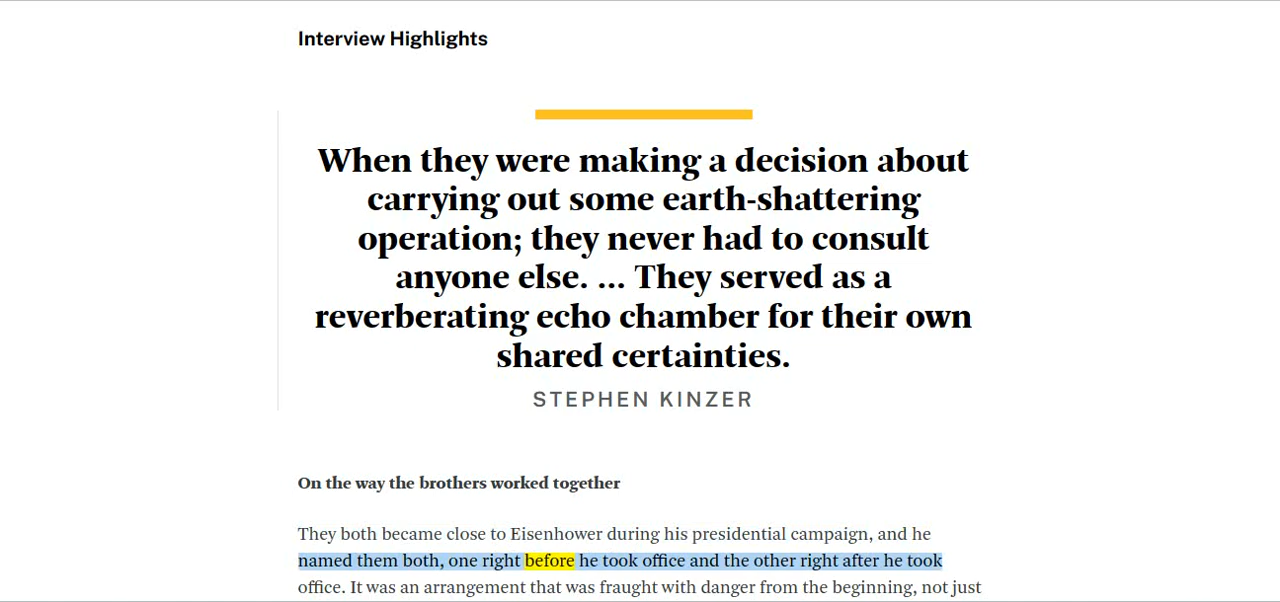 Interview Highlights
When they were making a decision about
carrying out some earth-shattering
operation; they never had to consult
anyone else. ... They served as a
reverberating echo chamber for their own
shared certainties.
STEPHEN KINZER
On the way the brothers worked together
They both became close to Eisenhower during his presidential campaign, and he
named them both, one right before he took office and the other right after he took
office. It was an arrangement that was fraught with danger from the beginning, not just